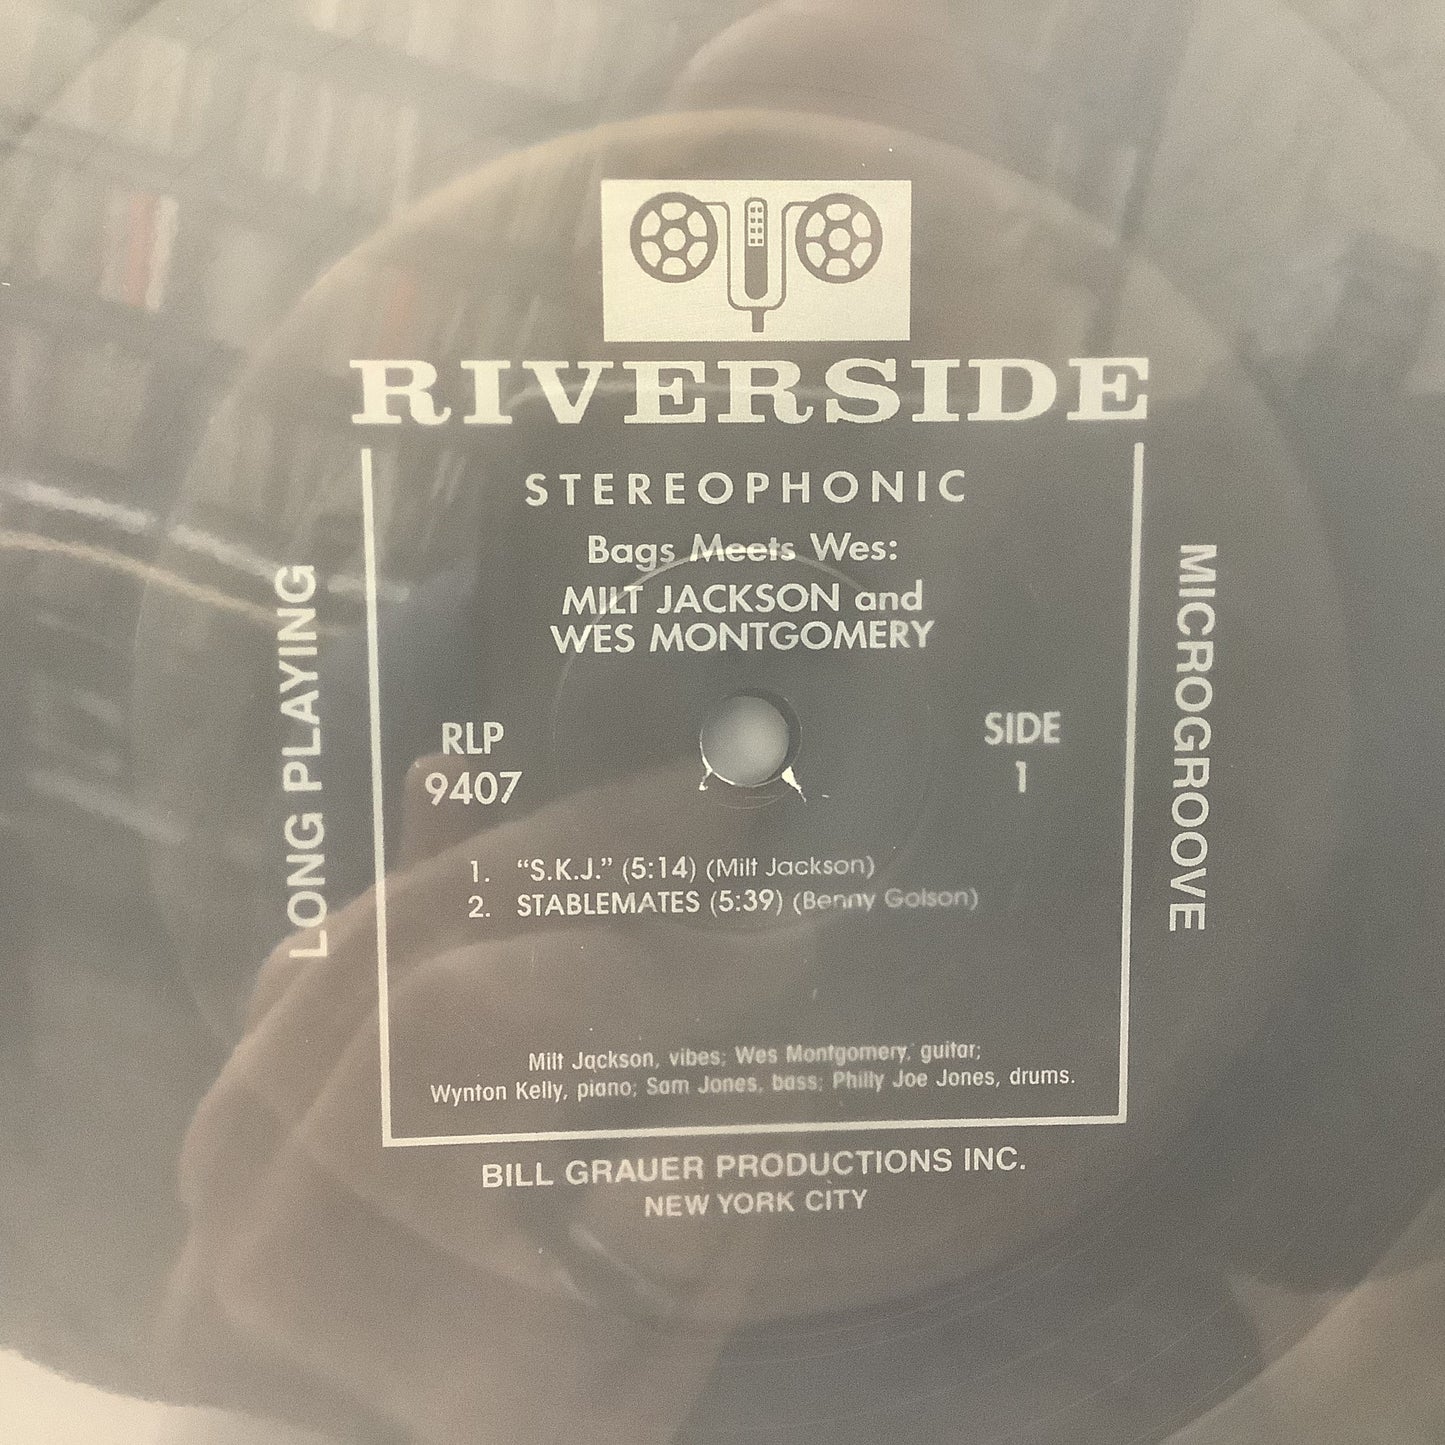 RIVERSIDE
STEREOPHONIC
Bags Meets Wes:
MILT JACKSON and
WES MONTGOMERY
LONG PLAYING
MICROGROOVE
RLP
9407
SIDE
1
1. “S.K.J.” (5:14) (Milt Jackson)
2. STABLEMATES (5:39) (Benny Golson)
Milt Jackson, vibes; Wes Montgomery, guitar;
Wynton Kelly, piano; Sam Jones, bass; Philly Joe Jones, drums.
BILL GRAUER PRODUCTIONS INC.
NEW YORK CITY